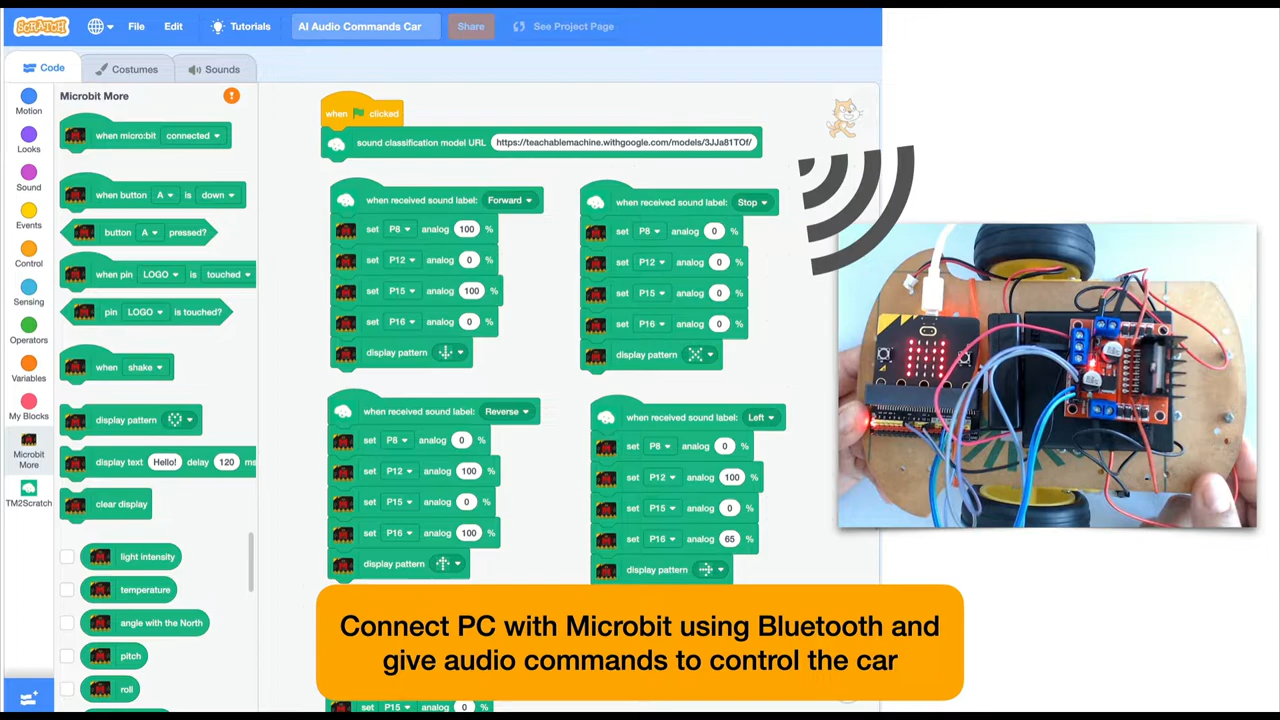 SCRATCH
File
Edit
Tutorials
AI Audio Commands Car
Share
See Project Page
Code
Costumes
Sounds
Motion
Looks
Sound
Events
Control
Sensing
Operators
Variables
My Blocks
Microbit
More
TM2Scratch
Microbit More
when micro:bit connected
when button A is down
button A pressed?
when pin LOGO is touched
pin LOGO is touched?
when shake
display pattern
display text Hello! delay 120 ms
clear display
light intensity
temperature
angle with the North
pitch
roll
when clicked
sound classification model URL https://teachablemachine.withgoogle.com/models/3JJa81TOf/
when received sound label: Forward
set P8 analog 100 %
set P12 analog 0 %
set P15 analog 100 %
set P16 analog 0 %
display pattern
when received sound label: Stop
set P8 analog 0 %
set P12 analog 0 %
set P15 analog 0 %
set P16 analog 0 %
display pattern
when received sound label: Reverse
set P8 analog 0 %
set P12 analog 100 %
set P15 analog 0 %
set P16 analog 100 %
display pattern
when received sound label: Left
set P8 analog 0 %
set P12 analog 100 %
set P15 analog 0 %
set P16 analog 65 %
display pattern
set P15 analog 0 %
Connect PC with Microbit using Bluetooth and
give audio commands to control the car